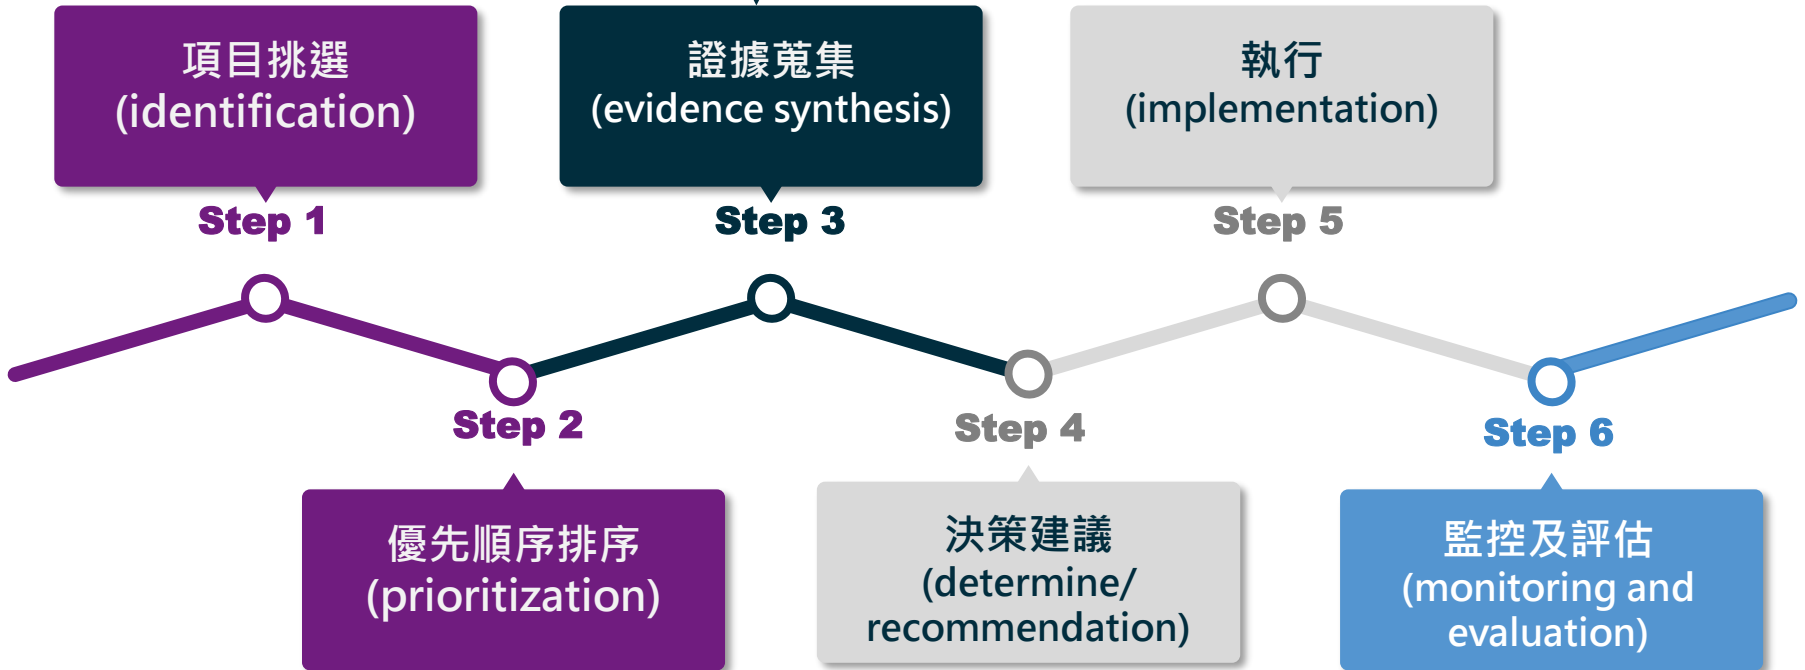 項目挑選
(identification)
Step 1
Step 2
優先順序排序
(prioritization)
證據蒐集
(evidence synthesis)
Step 3
Step 4
決策建議
(determine/
recommendation)
執行
(implementation)
Step 5
Step 6
監控及評估
(monitoring and
evaluation)